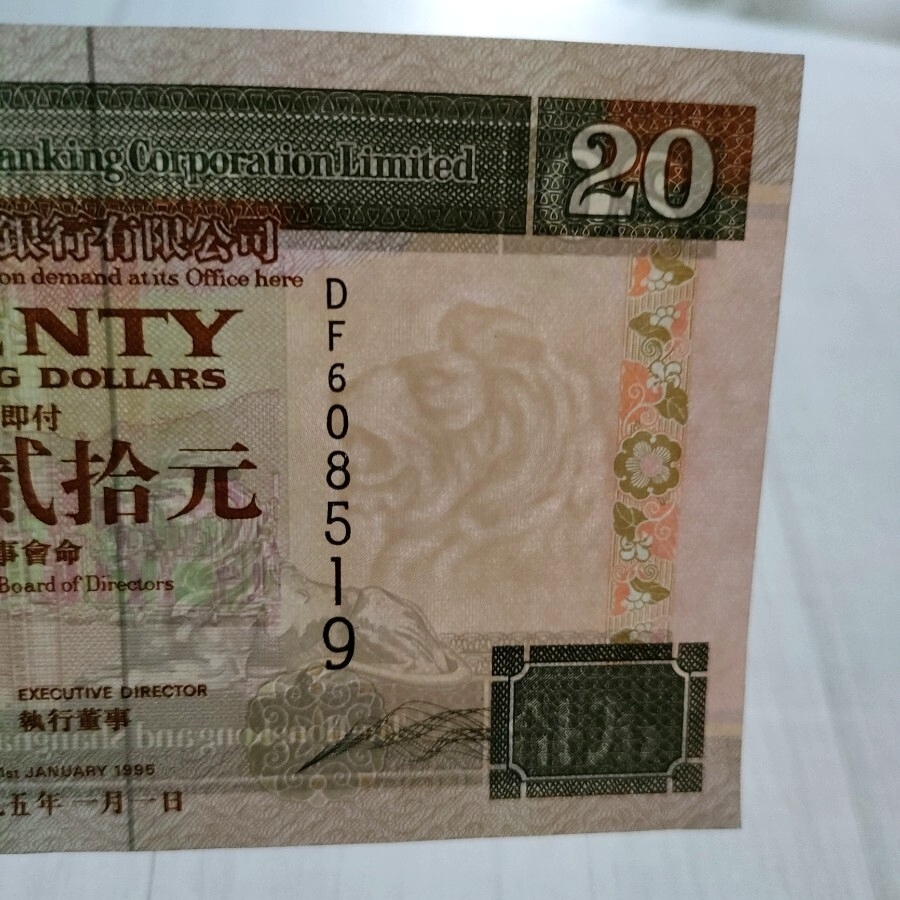 anking Corporation Limited
20
銀行有限公司
on demand at its Office here
ENTY
G DOLLARS
即付
貳拾元
事會命
Board of Directors
DF608519
EXECUTIVE DIRECTOR
執行董事
1st JANUARY 1995
五年一月一日